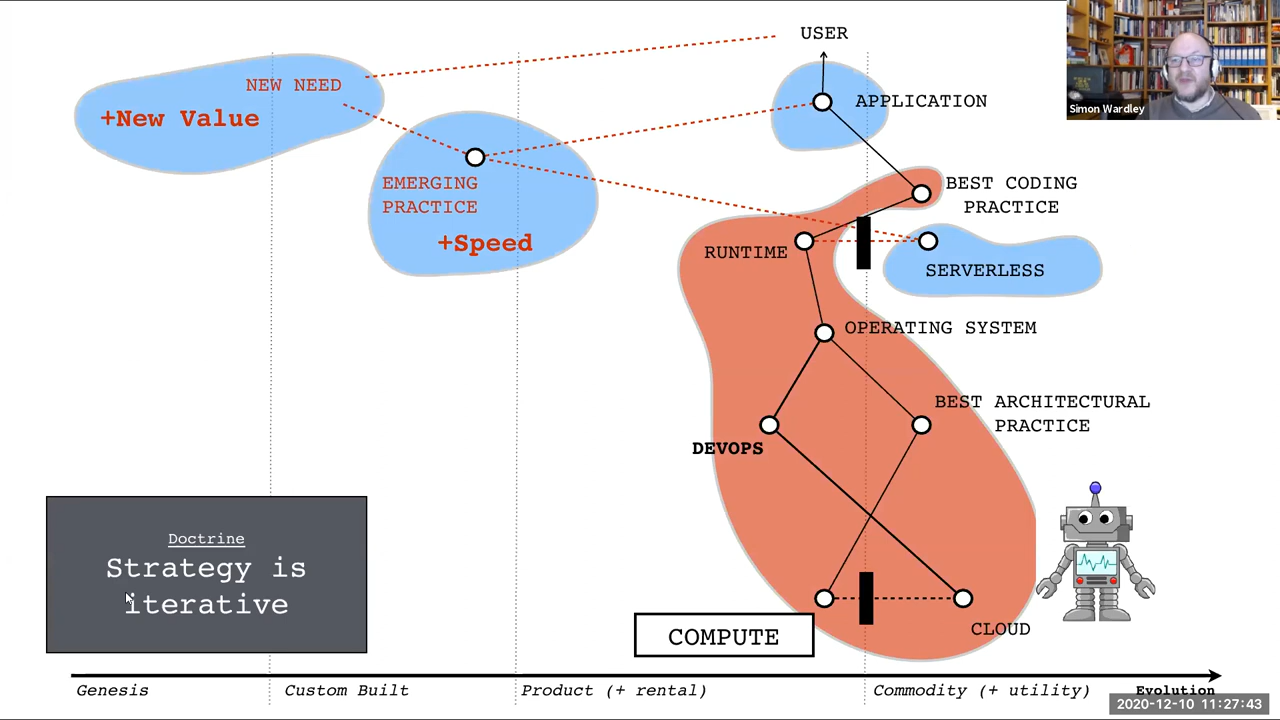 USER
Simon Wardley
NEW NEED
+New Value
APPLICATION
EMERGING
PRACTICE
+Speed
BEST CODING
PRACTICE
RUNTIME
SERVERLESS
OPERATING SYSTEM
BEST ARCHITECTURAL
PRACTICE
DEVOPS
Doctrine
Strategy is
iterative
COMPUTE
CLOUD
Genesis
Custom Built
Product (+ rental)
Commodity (+ utility)
Evolution
2020-12-10 11:27:43